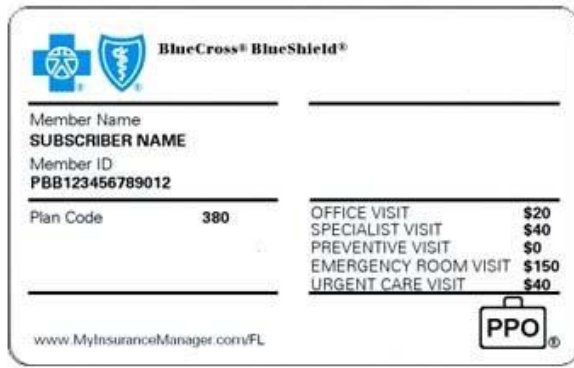 BlueCross® BlueShield®
Member Name
SUBSCRIBER NAME
Member ID
PBB123456789012
Plan Code 380
OFFICE VISIT $20
SPECIALIST VISIT $40
PREVENTIVE VISIT $0
EMERGENCY ROOM VISIT $150
URGENT CARE VISIT $40
www.MyInsuranceManager.com/FL
PPO®